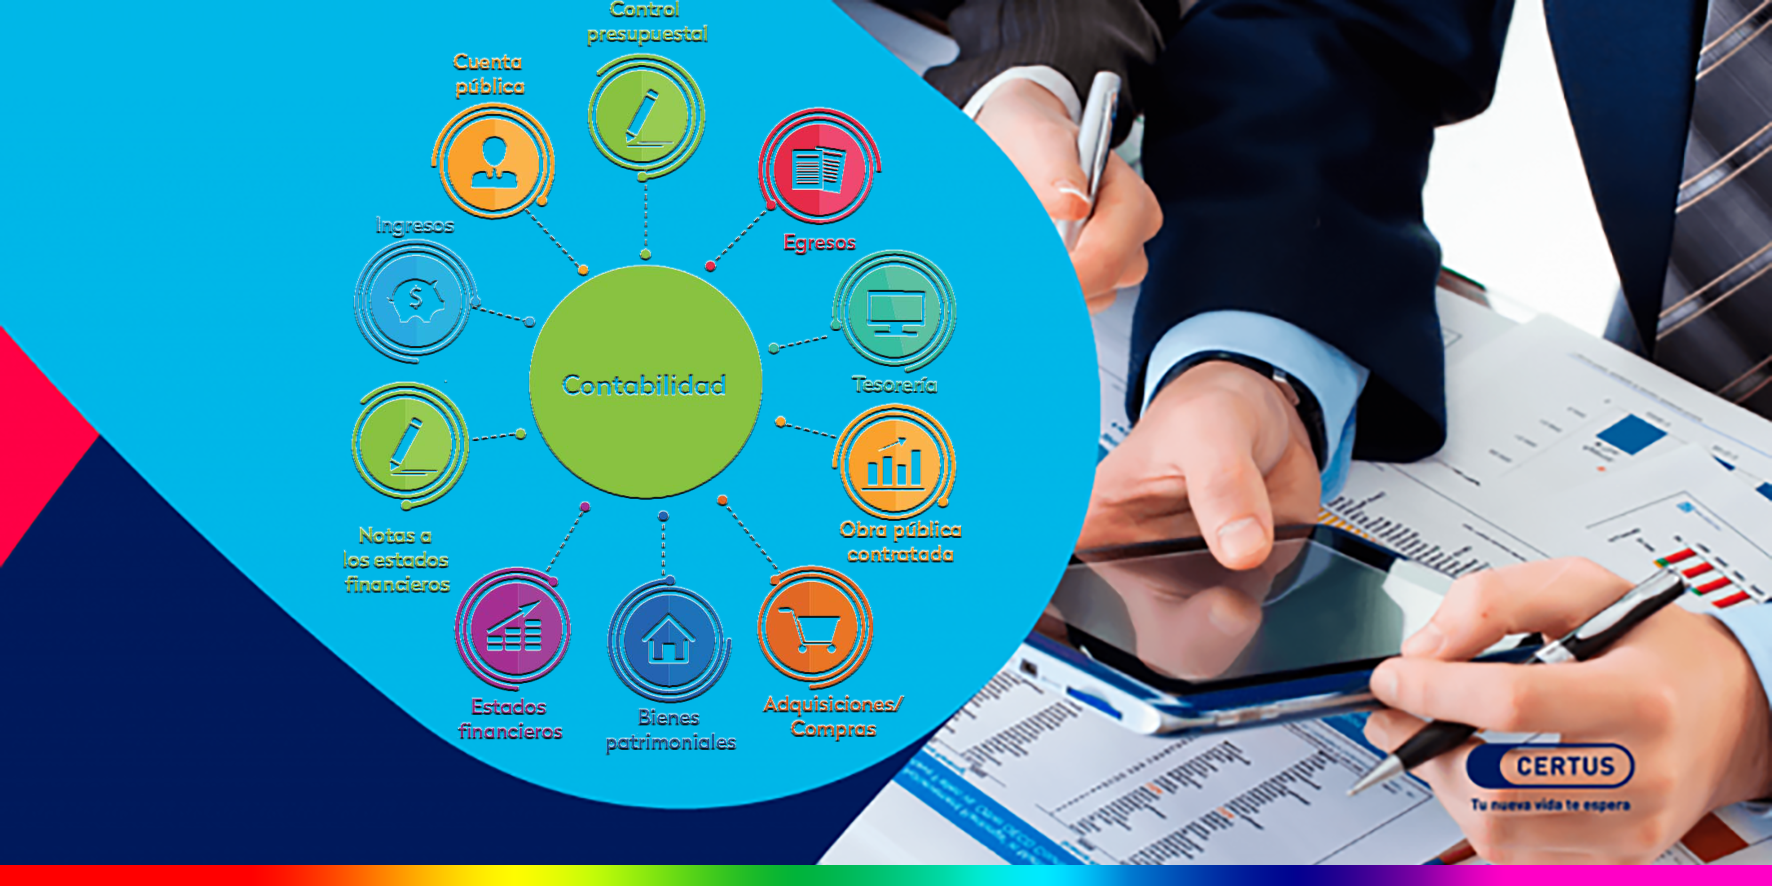 Control
presupuestal
Cuenta
pública
Egresos
Ingresos
Tesorería
Contabilidad
Obra pública
contratada
Notas a
los estados
financieros
Estados
financieros
Bienes
patrimoniales
Adquisiciones/
Compras
CERTUS
Tu nueva vida te espera